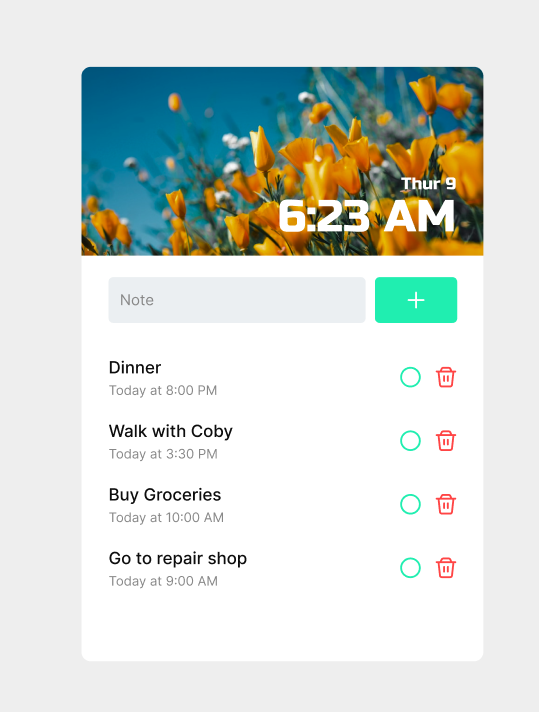 Thur 9
6:23 AM
Note
Dinner
Today at 8:00 PM
Walk with Coby
Today at 3:30 PM
Buy Groceries
Today at 10:00 AM
Go to repair shop
Today at 9:00 AM